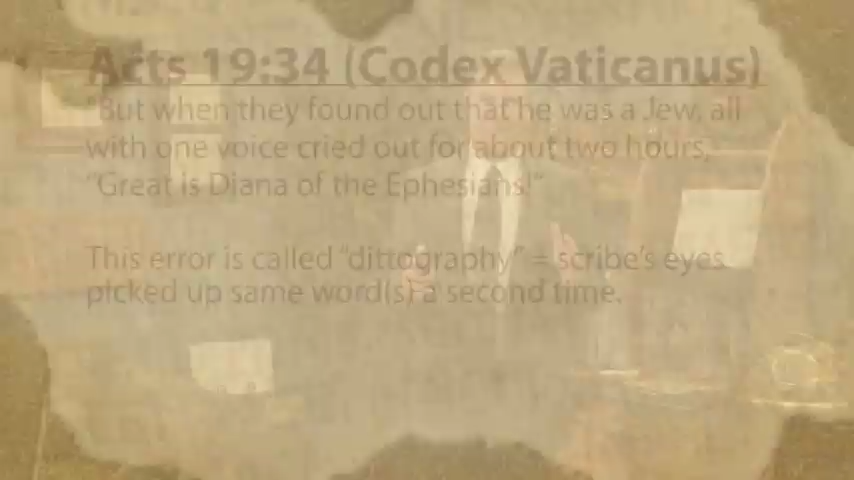 Acts 19:34 (Codex Vaticanus)
"But when they found out that he was a Jew, all
with one voice cried out for about two hours,
"Great is Diana of the Ephesians!"
This error is called "dittography" = scribe's eyes
picked up same word(s) a second time.